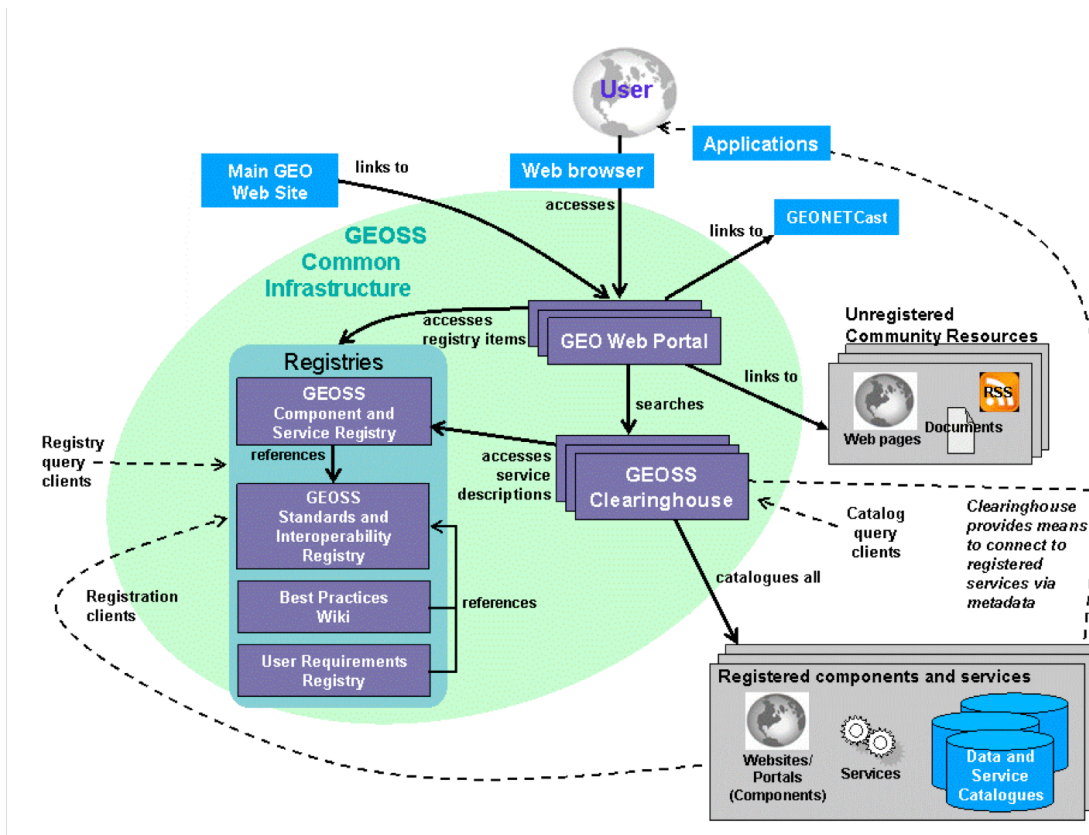 User
Applications
Main GEO
Web Site
links to
Web browser
accesses
GEONETCast
links to
GEOSS
Common
Infrastructure
accesses
registry items
GEO Web Portal
Unregistered
Community Resources
RSS
Web pages
Documents
links to
searches
Registries
GEOSS
Component and
Service Registry
references
Registry
query
clients
accesses
service
descriptions
GEOSS
Clearinghouse
GEOSS
Standards and
Interoperability
Registry
Catalog
query
clients
Clearinghouse
provides means
to connect to
registered
services via
metadata
catalogues all
Registration
clients
Best Practices
Wiki
references
User Requirements
Registry
Registered components and services
Websites/
Portals
(Components)
Services
Data and
Service
Catalogues